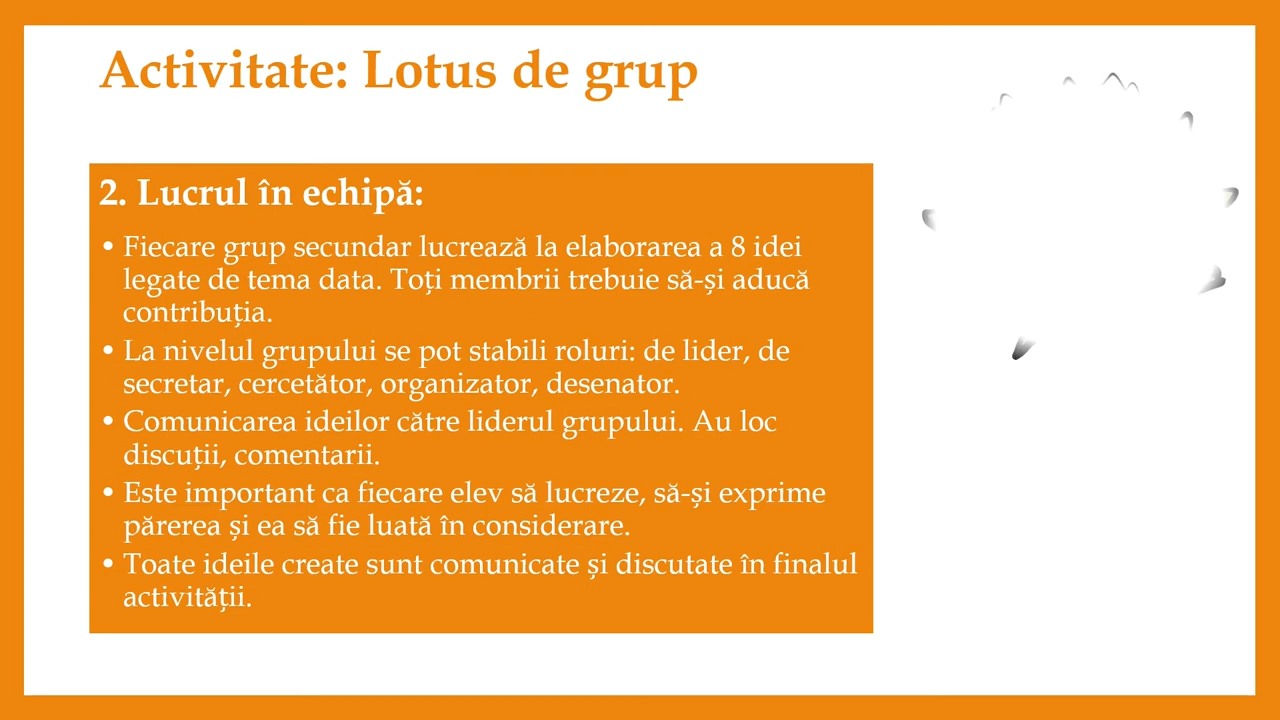 Activitate: Lotus de grup
2. Lucrul în echipă:
• Fiecare grup secundar lucrează la elaborarea a 8 idei
legate de tema data. Toți membrii trebuie să-și aducă
contribuția.
• La nivelul grupului se pot stabili roluri: de lider, de
secretar, cercetător, organizator, desenator.
• Comunicarea ideilor către liderul grupului. Au loc
discuții, comentarii.
• Este important ca fiecare elev să lucreze, să-și exprime
părerea și ea să fie luată în considerare.
• Toate ideile create sunt comunicate și discutate în finalul
activității.